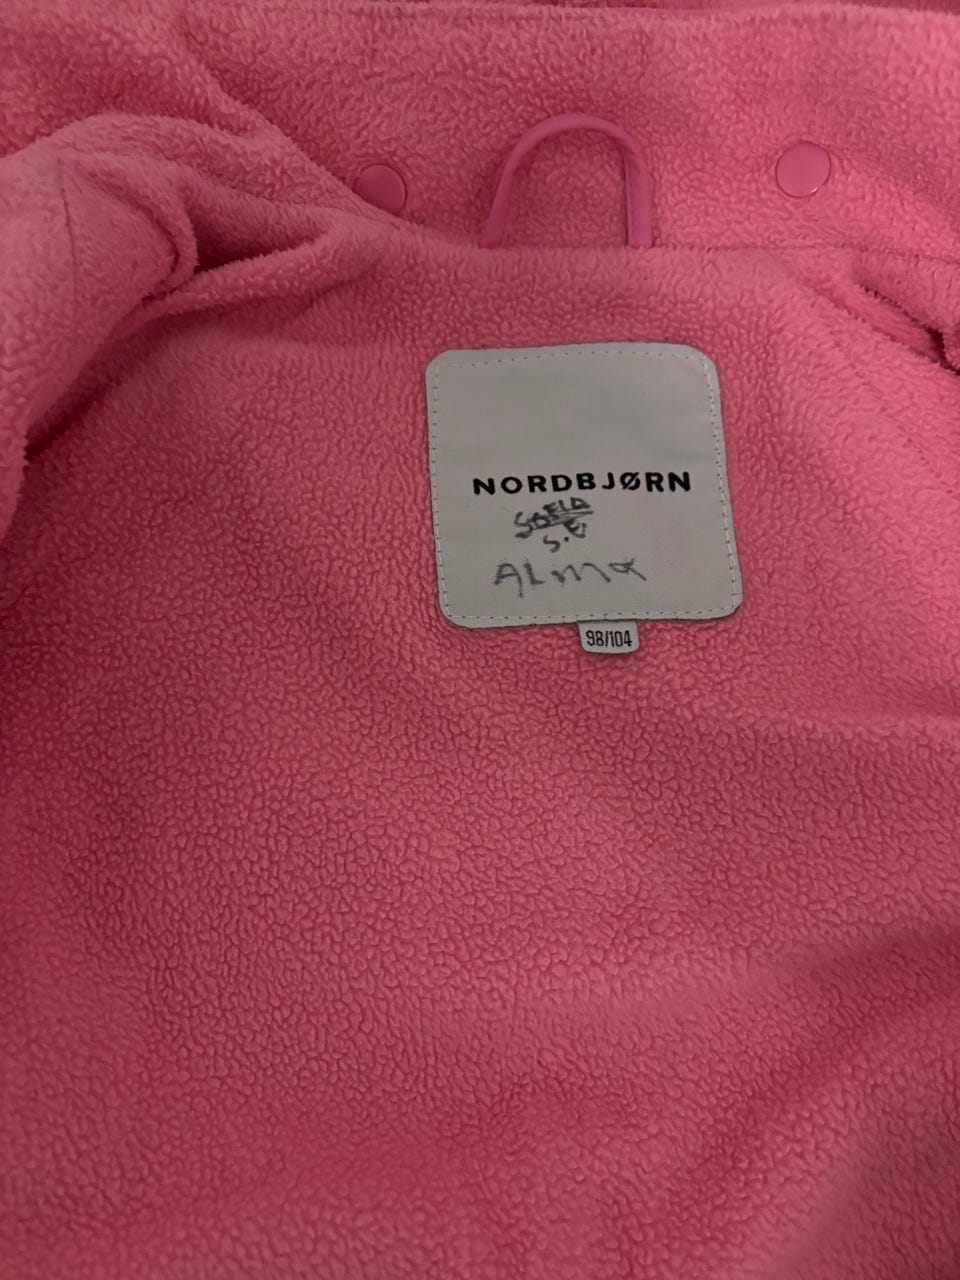 NORDBJØRN
S.E.
ALMA
98/104